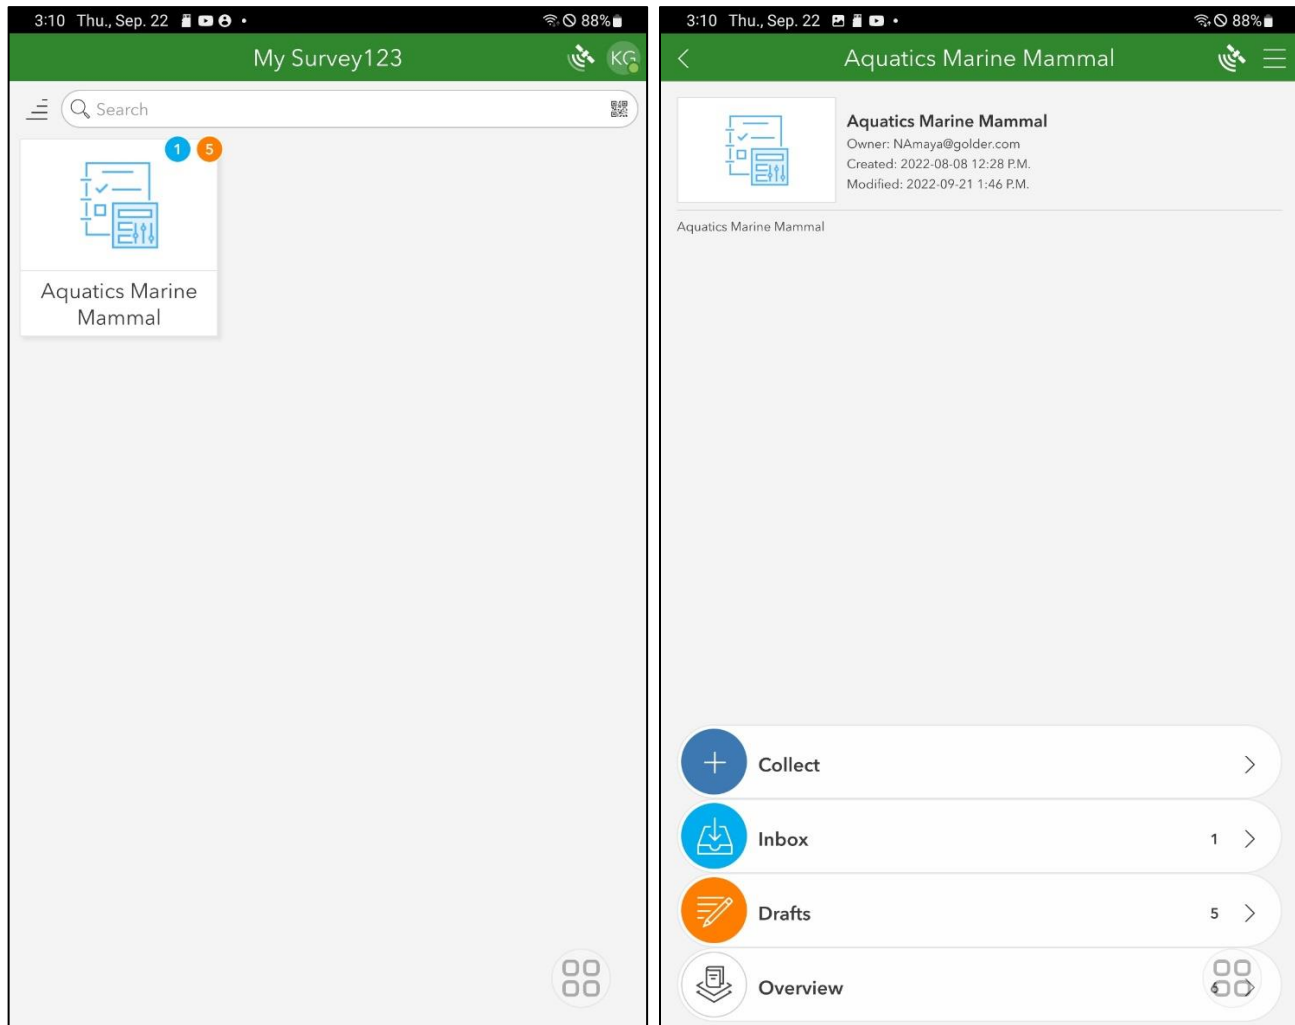 3:10 Thu., Sep. 22
88%
My Survey123
KG
Search
1 5
Aquatics Marine
Mammal
3:10 Thu., Sep. 22
88%
Aquatics Marine Mammal
Aquatics Marine Mammal
Owner: NAmaya@golder.com
Created: 2022-08-08 12:28 P.M.
Modified: 2022-09-21 1:46 P.M.
Aquatics Marine Mammal
Collect
Inbox 1
Drafts 5
Overview